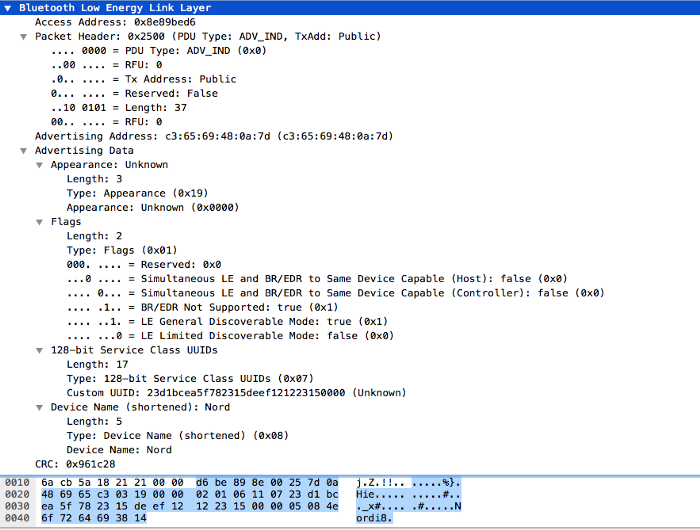 Bluetooth Low Energy Link Layer
Access Address: 0x8e89bed6
Packet Header: 0x2500 (PDU Type: ADV_IND, TxAdd: Public)
.... 0000 = PDU Type: ADV_IND (0x0)
..00 .... = RFU: 0
.0.. .... = Tx Address: Public
0... .... = Reserved: False
..10 0101 = Length: 37
00.. .... = RFU: 0
Advertising Address: c3:65:69:48:0a:7d (c3:65:69:48:0a:7d)
Advertising Data
Appearance: Unknown
Length: 3
Type: Appearance (0x19)
Appearance: Unknown (0x0000)
Flags
Length: 2
Type: Flags (0x01)
000. .... = Reserved: 0x0
...0 .... = Simultaneous LE and BR/EDR to Same Device Capable (Host): false (0x0)
.... 0... = Simultaneous LE and BR/EDR to Same Device Capable (Controller): false (0x0)
.... .1.. = BR/EDR Not Supported: true (0x1)
.... ..1. = LE General Discoverable Mode: true (0x1)
.... ...0 = LE Limited Discoverable Mode: false (0x0)
128-bit Service Class UUIDs
Length: 17
Type: 128-bit Service Class UUIDs (0x07)
Custom UUID: 23d1bcea5f782315deef121223150000 (Unknown)
Device Name (shortened): Nord
Length: 5
Type: Device Name (shortened) (0x08)
Device Name: Nord
CRC: 0x961c28
0010 6a cb 5a 18 21 21 00 00 d6 be 89 8e 00 25 7d 0a j.Z.!!.. .....%}.
0020 48 69 65 c3 03 19 00 00 02 01 06 11 07 23 d1 bc Hie..... .....#..
0030 ea 5f 78 23 15 de ef 12 12 23 15 00 00 05 08 4e ._x#.... .#.....N
0040 6f 72 64 69 38 14 ordi8.